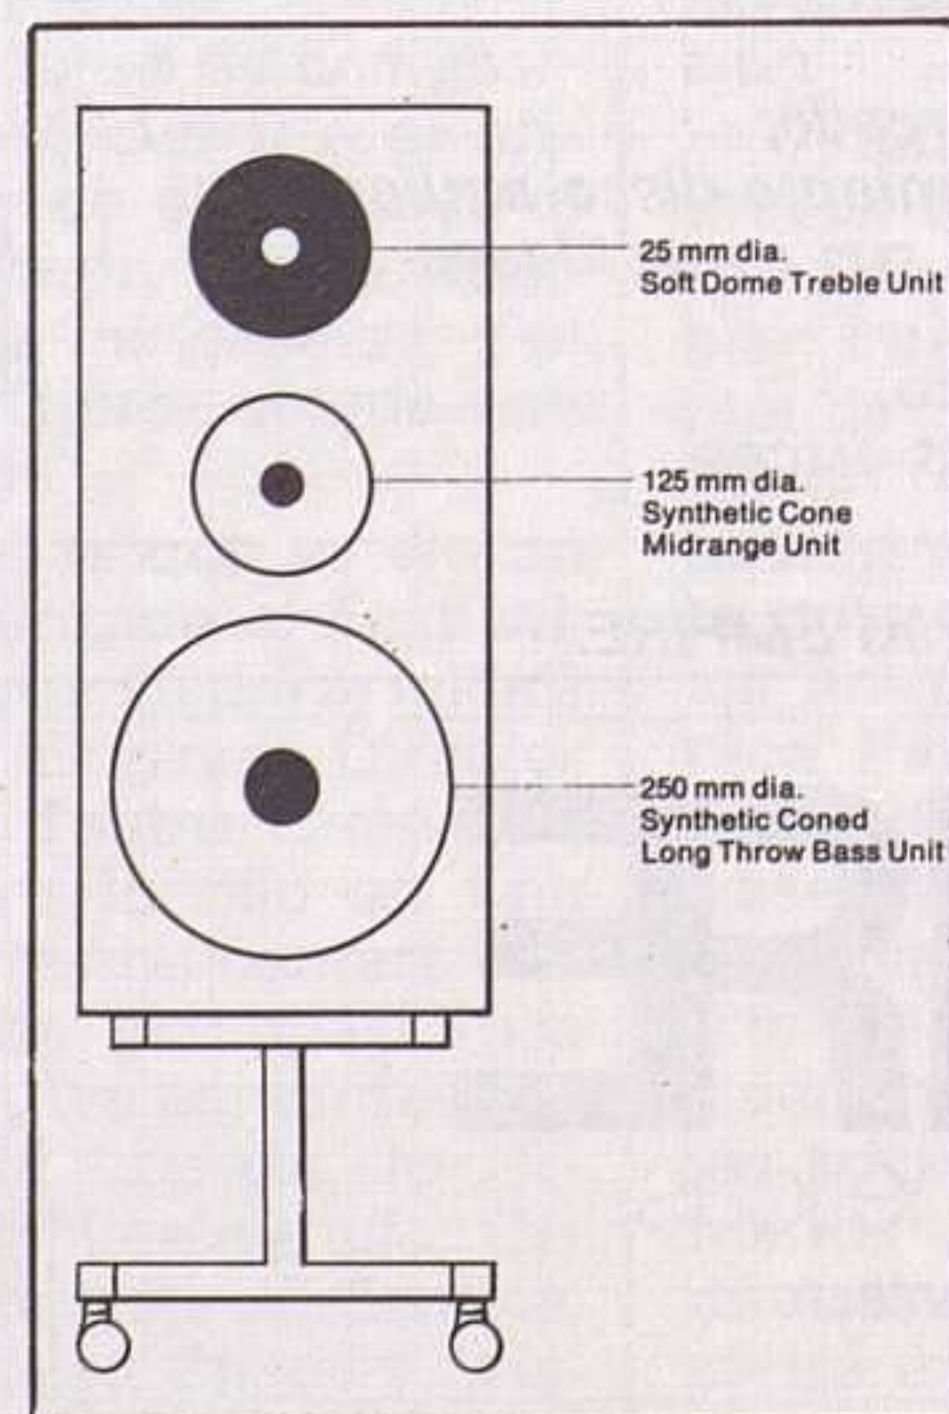 25 mm dia.
Soft Dome Treble Unit
125 mm dia.
Synthetic Cone
Midrange Unit
250 mm dia.
Synthetic Coned
Long Throw Bass Unit